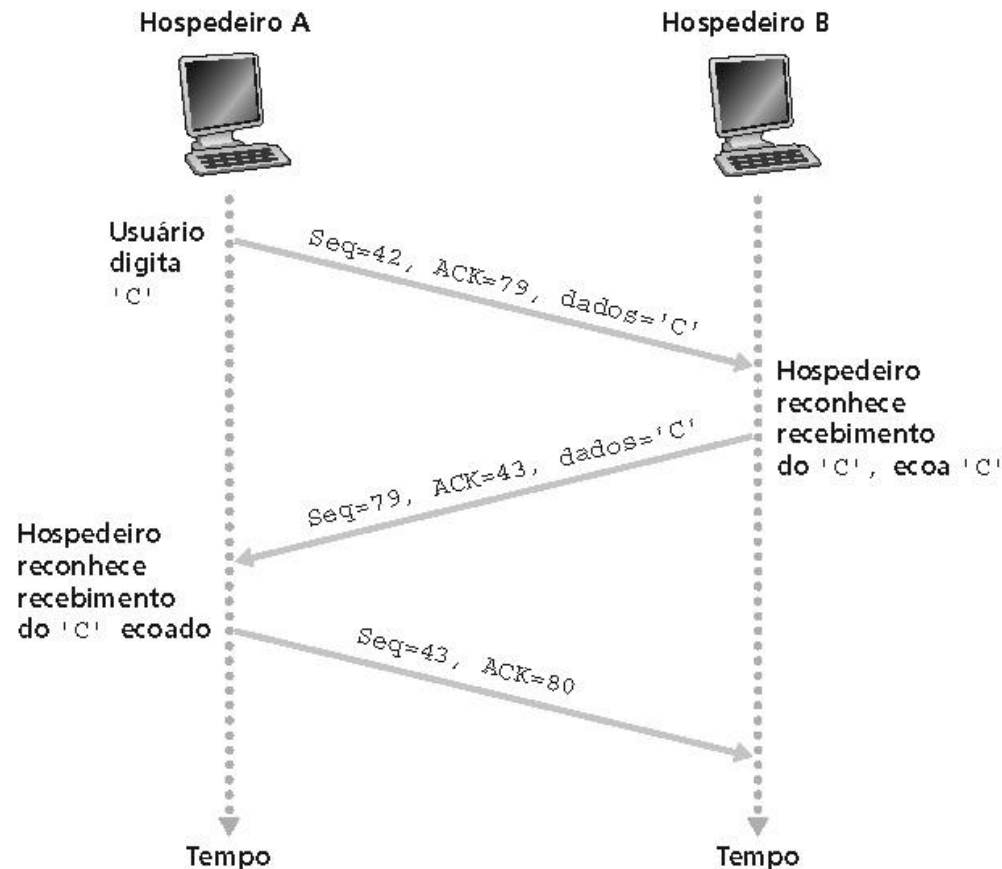 Hospedeiro A
Hospedeiro B
Usuário
digita
'C'
Seq=42, ACK=79, dados='C'
Hospedeiro
reconhece
recebimento
do 'C', ecoa 'C'
Seq=79, ACK=43, dados='C'
Hospedeiro
reconhece
recebimento
do 'C' ecoado
Seq=43, ACK=80
Tempo
Tempo